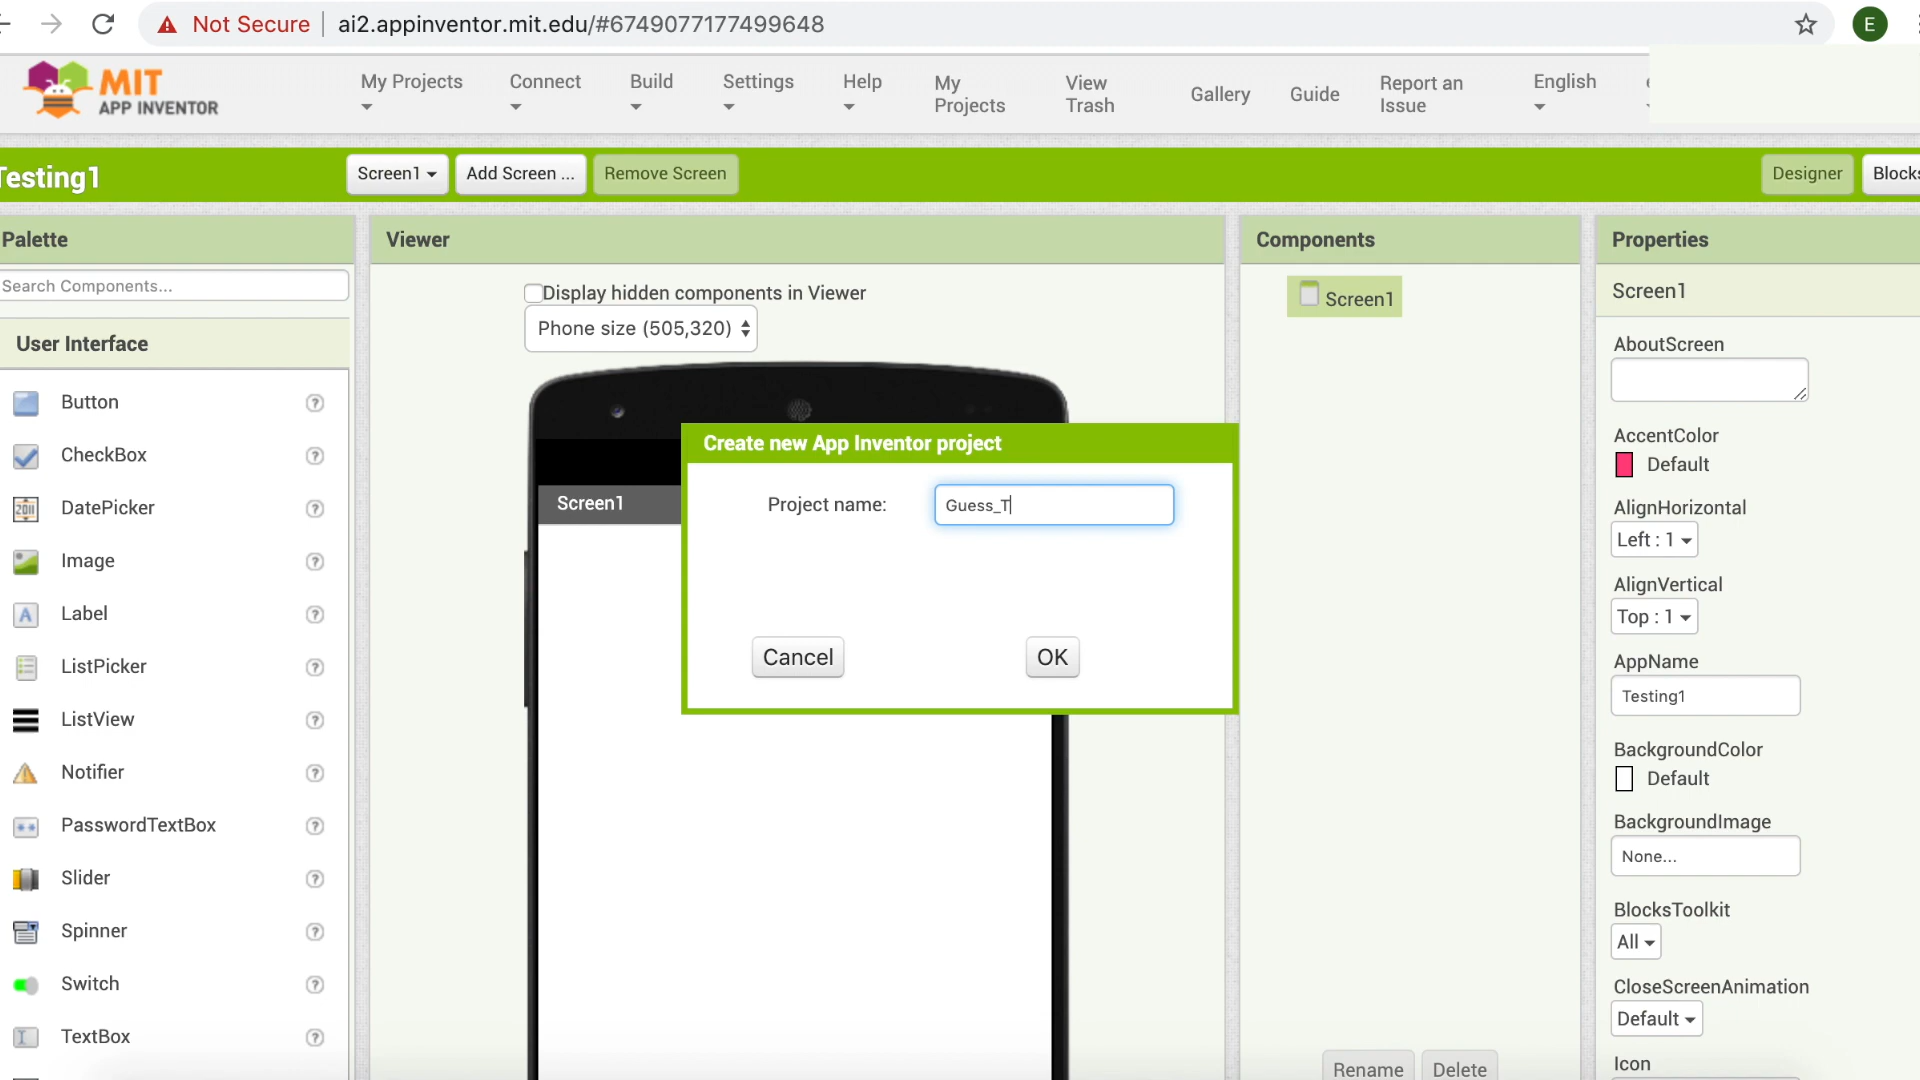 Not Secure ai2.appinventor.mit.edu/#6749077177499648 E
MIT
APP INVENTOR
My Projects Connect Build Settings Help My Projects View Trash Gallery Guide Report an Issue English
Testing1 Screen1 Add Screen ... Remove Screen Designer Blocks
Palette
Search Components...
User Interface
Button ?
CheckBox ?
2011 DatePicker ?
Image ?
A Label ?
ListPicker ?
ListView ?
Notifier ?
** PasswordTextBox ?
Slider ?
Spinner ?
Switch ?
TextBox ?
Viewer
Display hidden components in Viewer
Phone size (505,320)
Screen1
Create new App Inventor project
Project name: Guess_T
Cancel OK
Components
Screen1
Rename Delete
Properties
Screen1
AboutScreen
AccentColor
Default
AlignHorizontal
Left : 1
AlignVertical
Top : 1
AppName
Testing1
BackgroundColor
Default
BackgroundImage
None...
BlocksToolkit
All
CloseScreenAnimation
Default
Icon